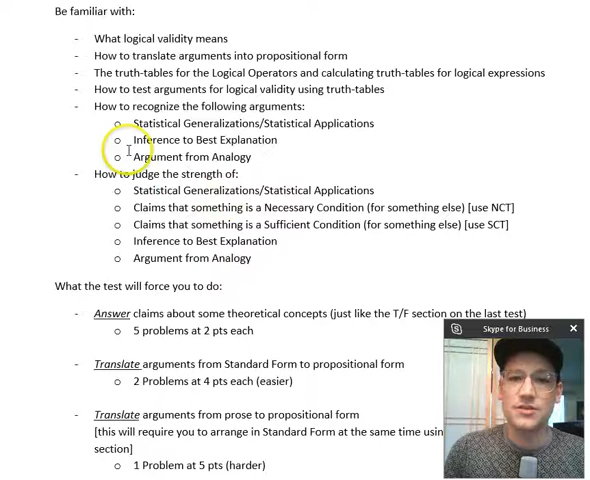 Be familiar with:
- What logical validity means
- How to translate arguments into propositional form
- The truth-tables for the Logical Operators and calculating truth-tables for logical expressions
- How to test arguments for logical validity using truth-tables
- How to recognize the following arguments:
o Statistical Generalizations/Statistical Applications
o Inference to Best Explanation
o Argument from Analogy
- How to judge the strength of:
o Statistical Generalizations/Statistical Applications
o Claims that something is a Necessary Condition (for something else) [use NCT]
o Claims that something is a Sufficient Condition (for something else) [use SCT]
o Inference to Best Explanation
o Argument from Analogy
What the test will force you to do:
- Answer claims about some theoretical concepts (just like the T/F section on the last test)
o 5 problems at 2 pts each
Skype for Business
- Translate arguments from Standard Form to propositional form
o 2 Problems at 4 pts each (easier)
- Translate arguments from prose to propositional form
[this will require you to arrange in Standard Form at the same time usin
section]
o 1 Problem at 5 pts (harder)